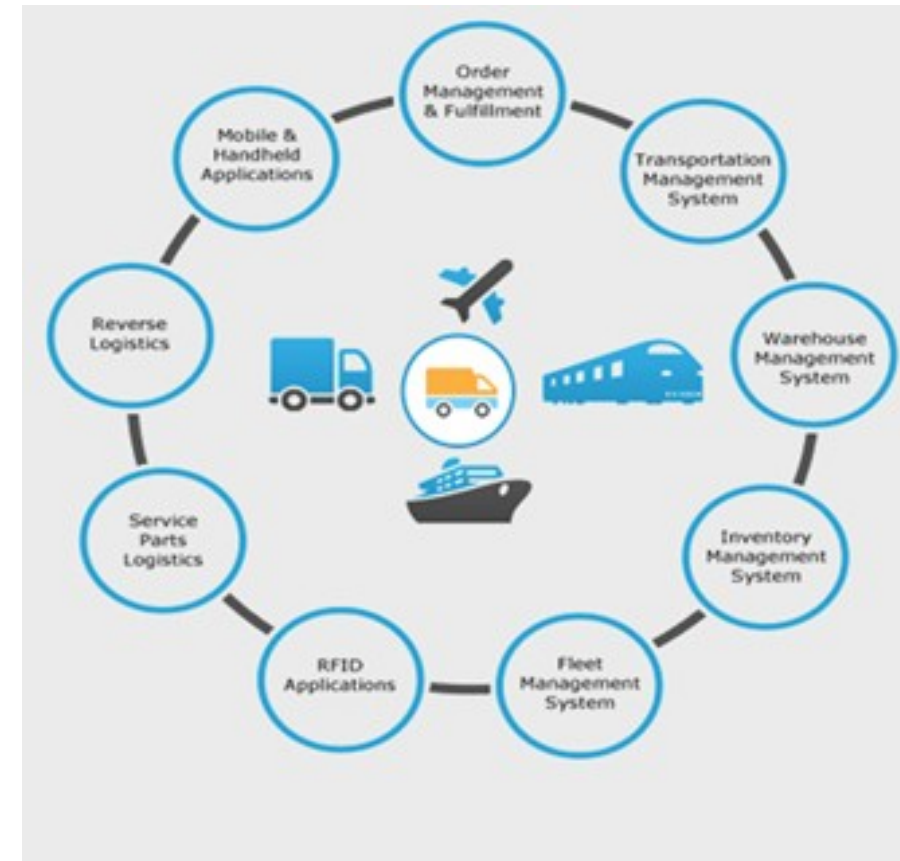 Order
Management
& Fulfillment
Transportation
Management
System
Warehouse
Management
System
Inventory
Management
System
Fleet
Management
System
RFID
Applications
Service
Parts
Logistics
Reverse
Logistics
Mobile &
Handheld
Applications